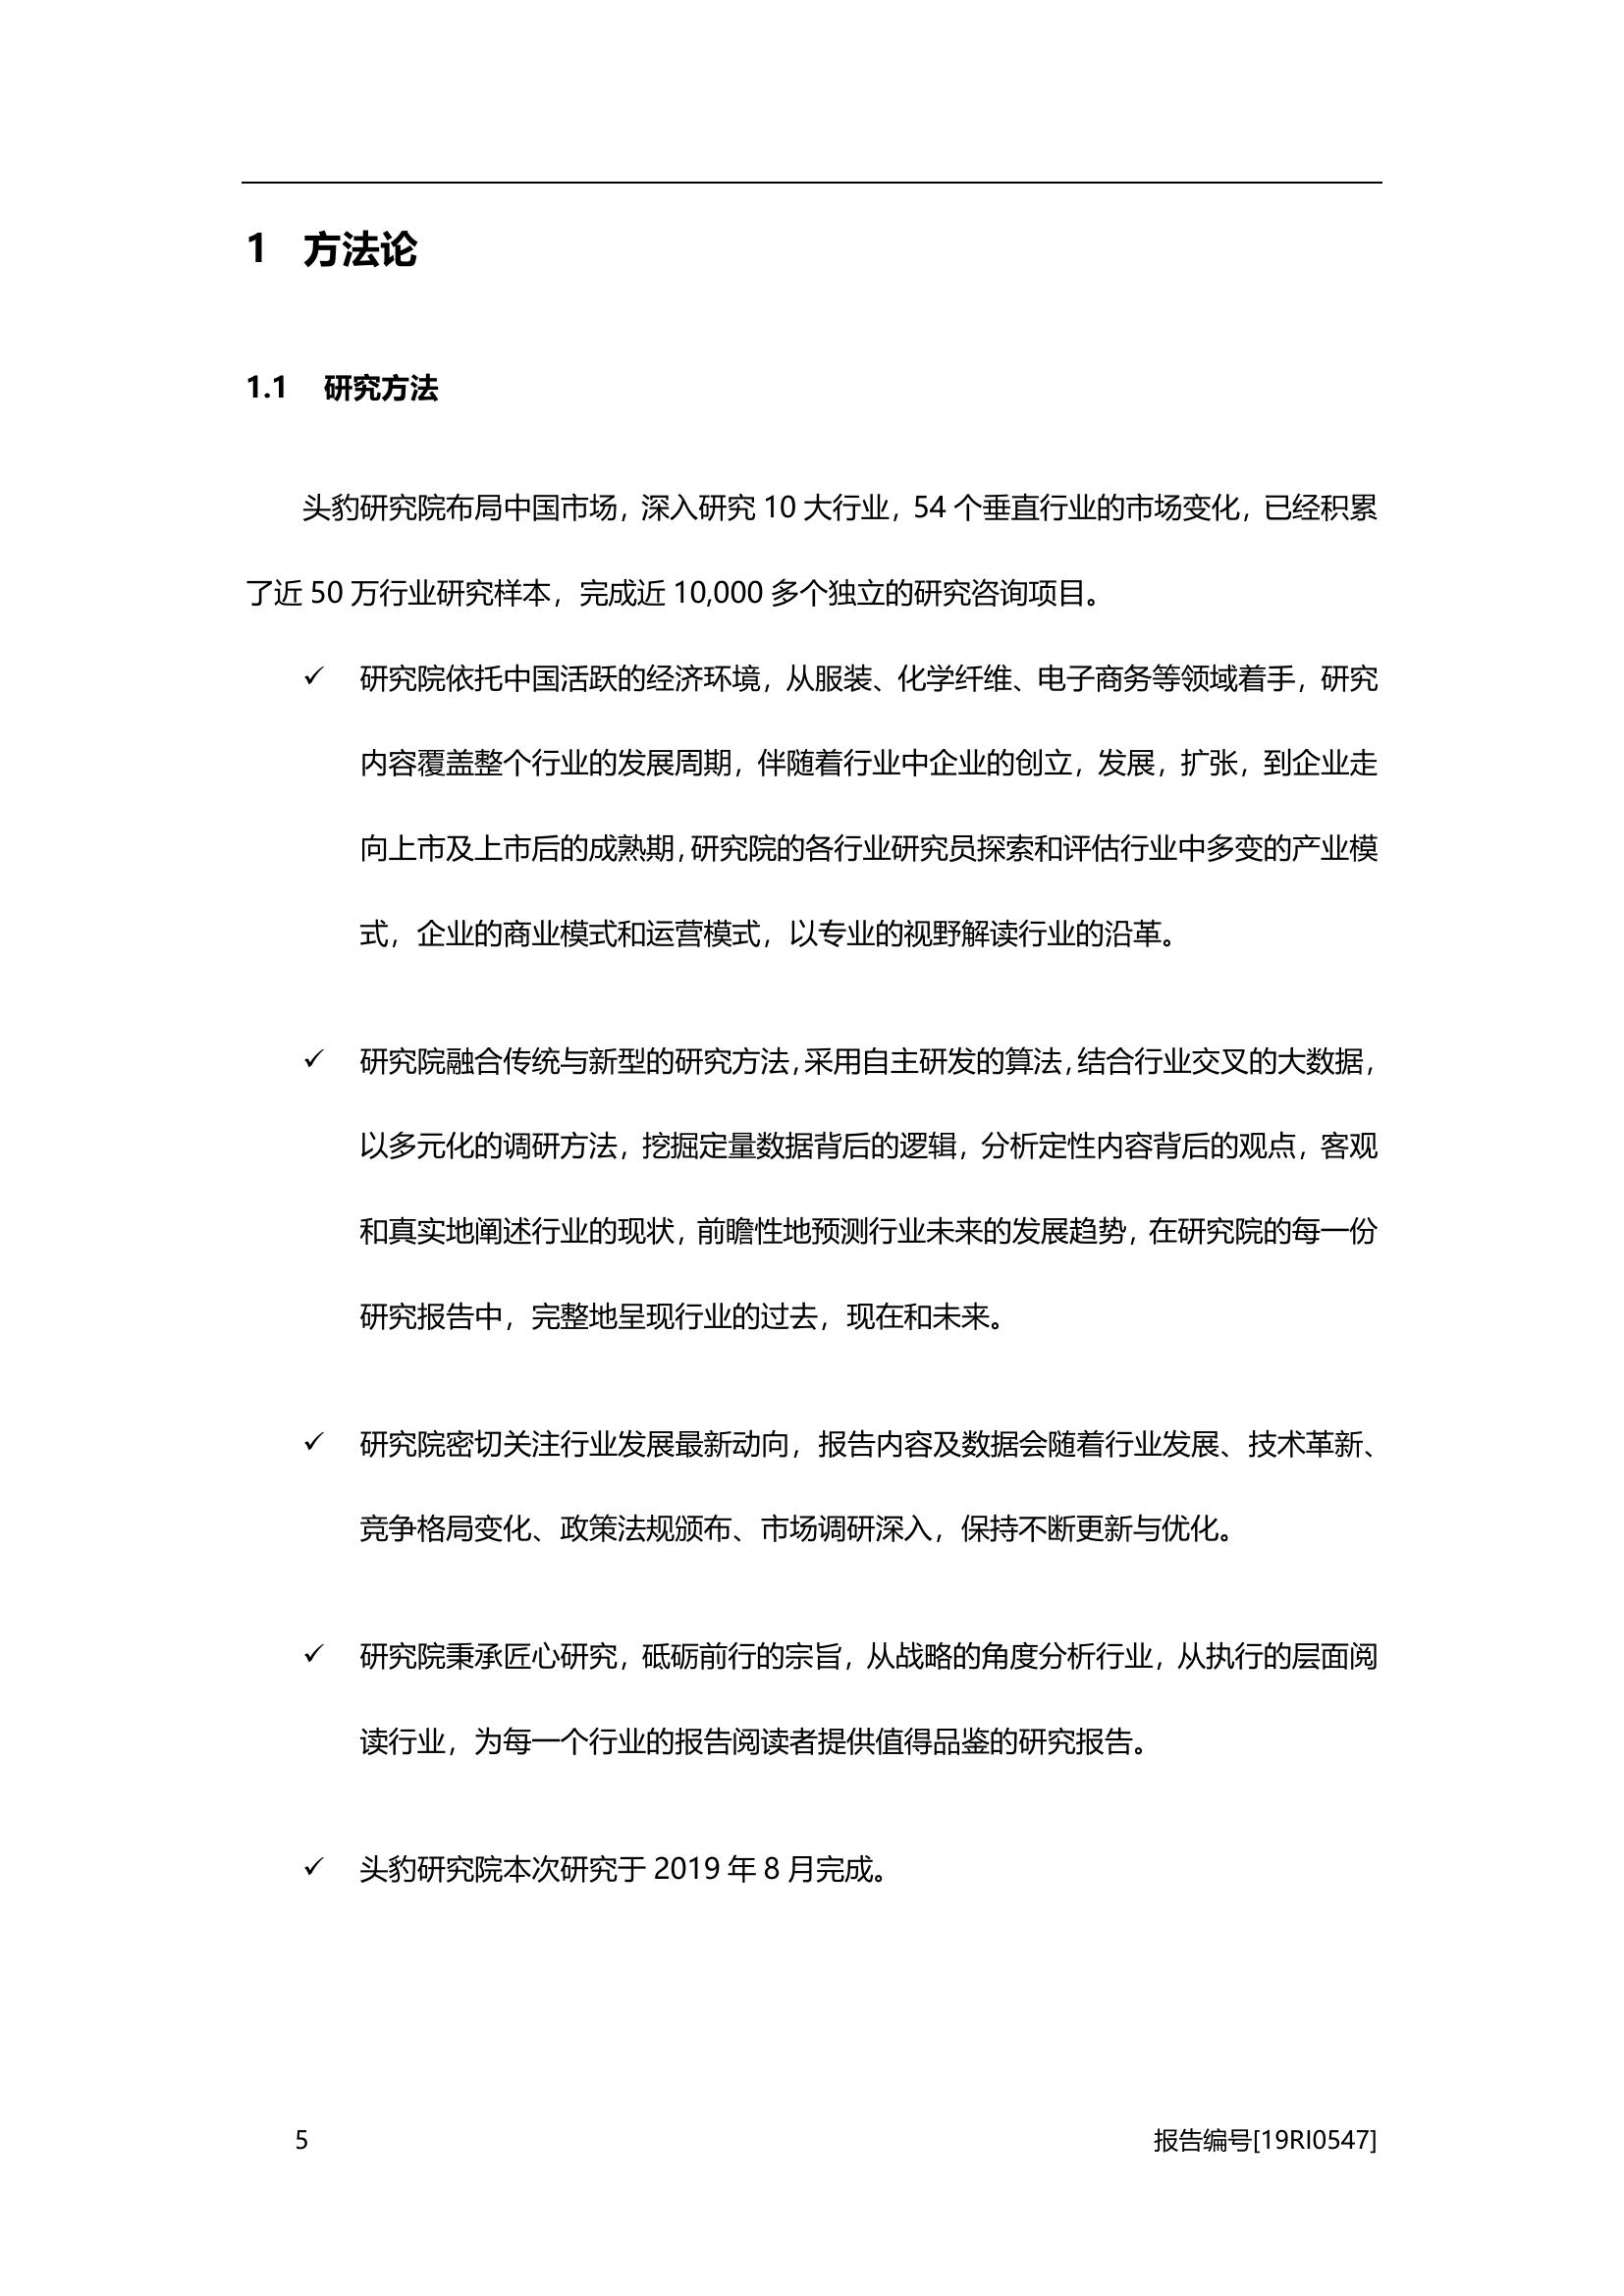 1 方法论
1.1 研究方法
头豹研究院布局中国市场，深入研究 10 大行业，54 个垂直行业的市场变化，已经积累
了近 50 万行业研究样本，完成近 10,000 多个独立的研究咨询项目。
✓ 研究院依托中国活跃的经济环境，从服装、化学纤维、电子商务等领域着手，研究
内容覆盖整个行业的发展周期，伴随着行业中企业的创立，发展，扩张，到企业走
向上市及上市后的成熟期，研究院的各行业研究员探索和评估行业中多变的产业模
式，企业的商业模式和运营模式，以专业的视野解读行业的沿革。
✓ 研究院融合传统与新型的研究方法，采用自主研发的算法，结合行业交叉的大数据，
以多元化的调研方法，挖掘定量数据背后的逻辑，分析定性内容背后的观点，客观
和真实地阐述行业的现状，前瞻性地预测行业未来的发展趋势，在研究院的每一份
研究报告中，完整地呈现行业的过去，现在和未来。
✓ 研究院密切关注行业发展最新动向，报告内容及数据会随着行业发展、技术革新、
竞争格局变化、政策法规颁布、市场调研深入，保持不断更新与优化。
✓ 研究院秉承匠心研究，砥砺前行的宗旨，从战略的角度分析行业，从执行的层面阅
读行业，为每一个行业的报告阅读者提供值得品鉴的研究报告。
✓ 头豹研究院本次研究于 2019 年 8 月完成。
5 报告编号[19RI0547]